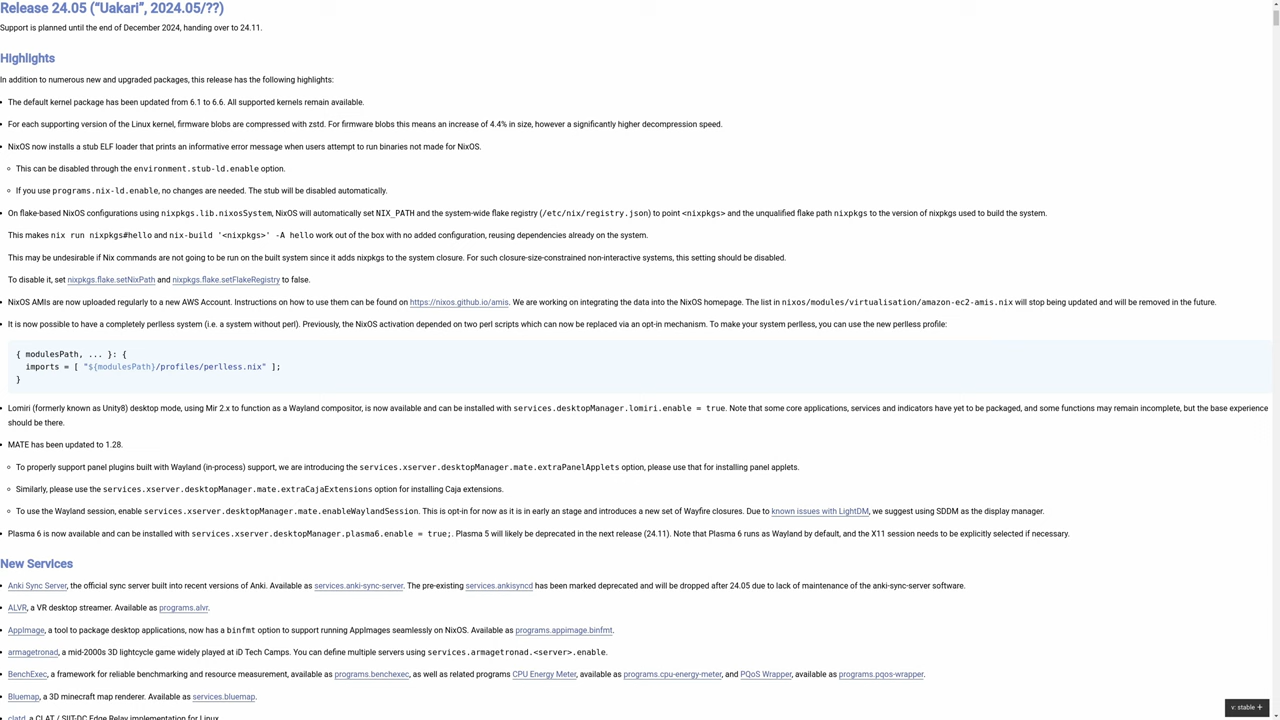 Release 24.05 (“Uakari”, 2024.05/??)
Support is planned until the end of December 2024, handing over to 24.11.
Highlights
In addition to numerous new and upgraded packages, this release has the following highlights:
The default kernel package has been updated from 6.1 to 6.6. All supported kernels remain available.
For each supporting version of the Linux kernel, firmware blobs are compressed with zstd. For firmware blobs this means an increase of 4.4% in size, however a significantly higher decompression speed.
NixOS now installs a stub ELF loader that prints an informative error message when users attempt to run binaries not made for NixOS.
This can be disabled through the environment.stub-ld.enable option.
If you use programs.nix-ld.enable, no changes are needed. The stub will be disabled automatically.
On flake-based NixOS configurations using nixpkgs.lib.nixosSystem, NixOS will automatically set NIX_PATH and the system-wide flake registry (/etc/nix/registry.json) to point <nixpkgs> and the unqualified flake path nixpkgs to the version of nixpkgs used to build the system.
This makes nix run nixpkgs#hello and nix-build '<nixpkgs>' -A hello work out of the box with no added configuration, reusing dependencies already on the system.
This may be undesirable if Nix commands are not going to be run on the built system since it adds nixpkgs to the system closure. For such closure-size-constrained non-interactive systems, this setting should be disabled.
To disable it, set nixpkgs.flake.setNixPath and nixpkgs.flake.setFlakeRegistry to false.
NixOS AMIs are now uploaded regularly to a new AWS Account. Instructions on how to use them can be found on https://nixos.github.io/amis. We are working on integrating the data into the NixOS homepage. The list in nixos/modules/virtualisation/amazon-ec2-amis.nix will stop being updated and will be removed in the future.
It is now possible to have a completely perlless system (i.e. a system without perl). Previously, the NixOS activation depended on two perl scripts which can now be replaced via an opt-in mechanism. To make your system perlless, you can use the new perlless profile:
{ modulesPath, ... }: {
imports = [ "${modulesPath}/profiles/perlless.nix" ];
}
Lomiri (formerly known as Unity8) desktop mode, using Mir 2.x to function as a Wayland compositor, is now available and can be installed with services.desktopManager.lomiri.enable = true. Note that some core applications, services and indicators have yet to be packaged, and some functions may remain incomplete, but the base experience
should be there.
MATE has been updated to 1.28.
To properly support panel plugins built with Wayland (in-process) support, we are introducing the services.xserver.desktopManager.mate.extraPanelApplets option, please use that for installing panel applets.
Similarly, please use the services.xserver.desktopManager.mate.extraCajaExtensions option for installing Caja extensions.
To use the Wayland session, enable services.xserver.desktopManager.mate.enableWaylandSession. This is opt-in for now as it is in early an stage and introduces a new set of Wayfire closures. Due to known issues with LightDM, we suggest using SDDM as the display manager.
Plasma 6 is now available and can be installed with services.xserver.desktopManager.plasma6.enable = true;. Plasma 5 will likely be deprecated in the next release (24.11). Note that Plasma 6 runs as Wayland by default, and the X11 session needs to be explicitly selected if necessary.
New Services
Anki Sync Server, the official sync server built into recent versions of Anki. Available as services.anki-sync-server. The pre-existing services.ankisyncd has been marked deprecated and will be dropped after 24.05 due to lack of maintenance of the anki-sync-server software.
ALVR, a VR desktop streamer. Available as programs.alvr.
AppImage, a tool to package desktop applications, now has a binfmt option to support running AppImages seamlessly on NixOS. Available as programs.appimage.binfmt.
armagetronad, a mid-2000s 3D lightcycle game widely played at iD Tech Camps. You can define multiple servers using services.armagetronad.<server>.enable.
BenchExec, a framework for reliable benchmarking and resource measurement, available as programs.benchexec, as well as related programs CPU Energy Meter, available as programs.cpu-energy-meter, and PQoS Wrapper, available as programs.pqos-wrapper.
Bluemap, a 3D minecraft map renderer. Available as services.bluemap.
v: stable +
clatd, a CLAT / SIIT-DC Edge Relay implementation for Linux.